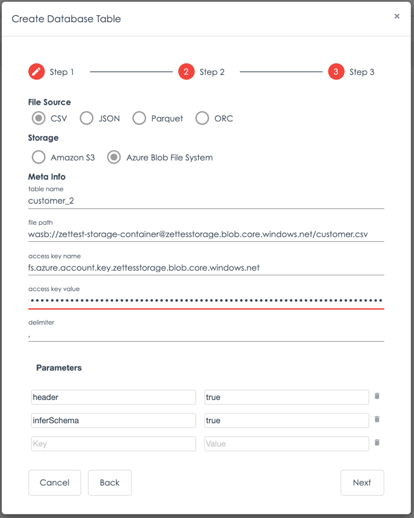 Create Database Table ×
Step 1 2 Step 2 3 Step 3
File Source
CSV JSON Parquet ORC
Storage
Amazon S3 Azure Blob File System
Meta Info
table name
customer_2
file path
wasb://zettest-storage-container@zettesstorage.blob.core.windows.net/customer.csv
access key name
fs.azure.account.key.zettesstorage.blob.core.windows.net
access key value
delimiter
,
Parameters
header true
inferSchema true
Key Value
Cancel Back Next